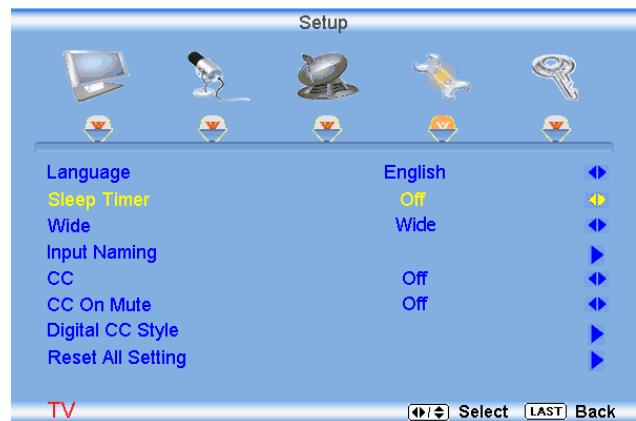 Setup
Language English
Sleep Timer Off
Wide Wide
Input Naming
CC Off
CC On Mute Off
Digital CC Style
Reset All Setting
TV Select LAST Back